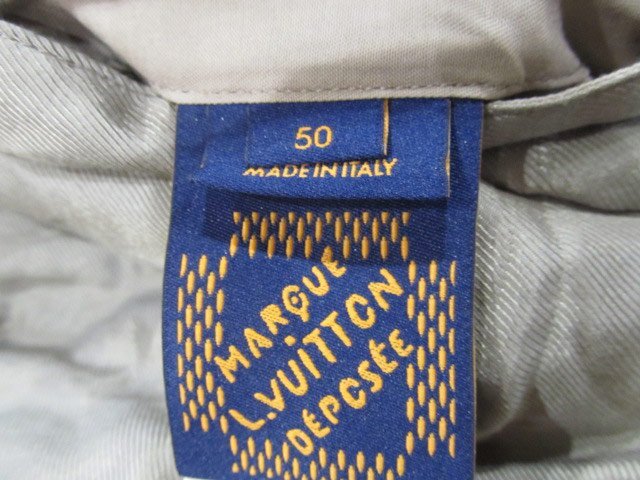 50
MADE IN ITALY
MARQUE
L.VUITTON
DÉPOSÉE